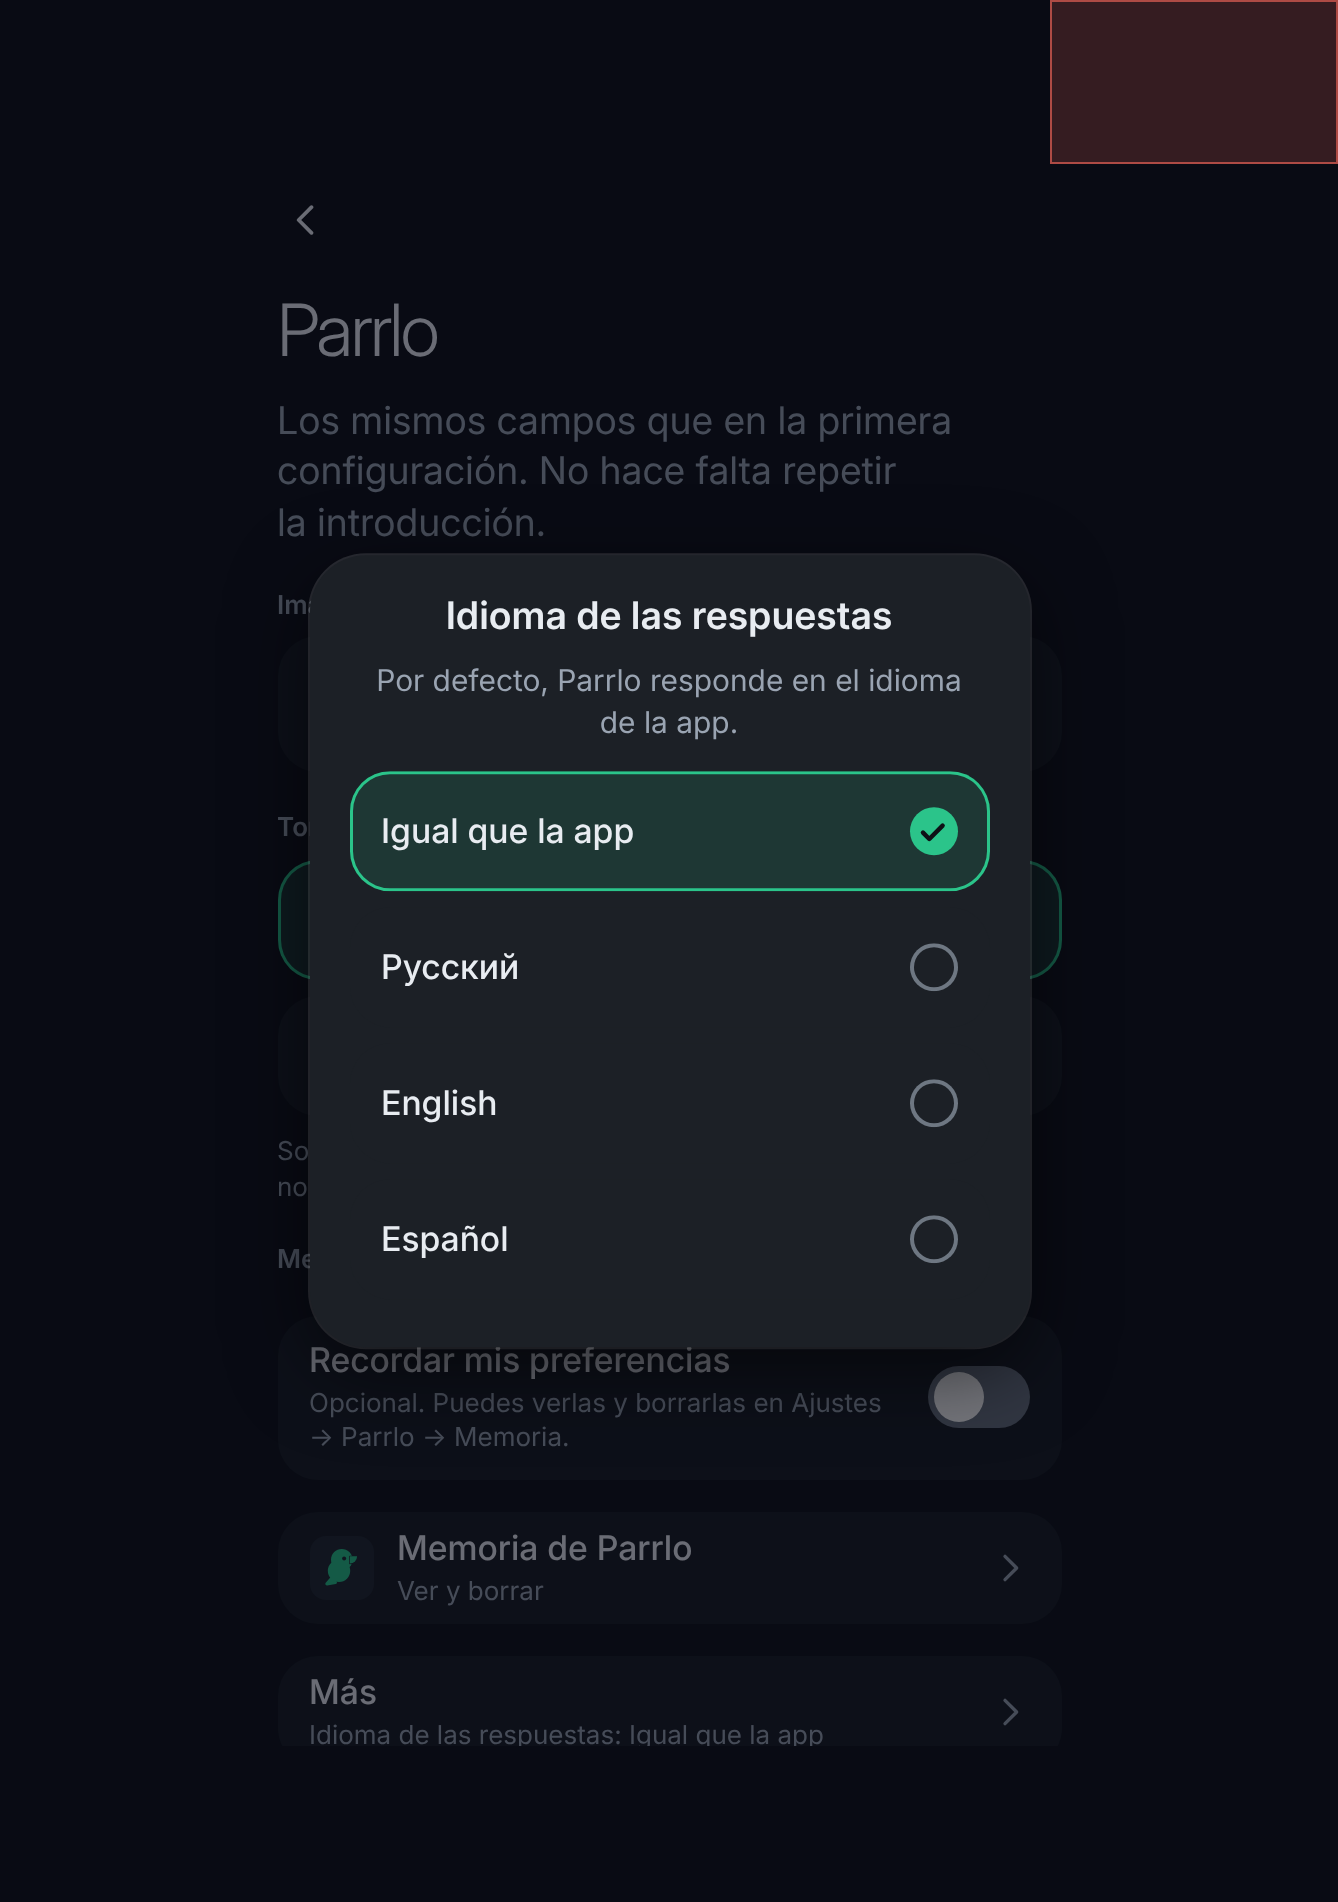 Parrlo
Los mismos campos que en la primera
configuración. No hace falta repetir
la introducción.
Idioma de las respuestas
Por defecto, Parrlo responde en el idioma
de la app.
Igual que la app
Русский
English
Español
Recordar mis preferencias
Opcional. Puedes verlas y borrarlas en Ajustes
→ Parrlo → Memoria.
Memoria de Parrlo
Ver y borrar
Más
Idioma de las respuestas: Igual que la app